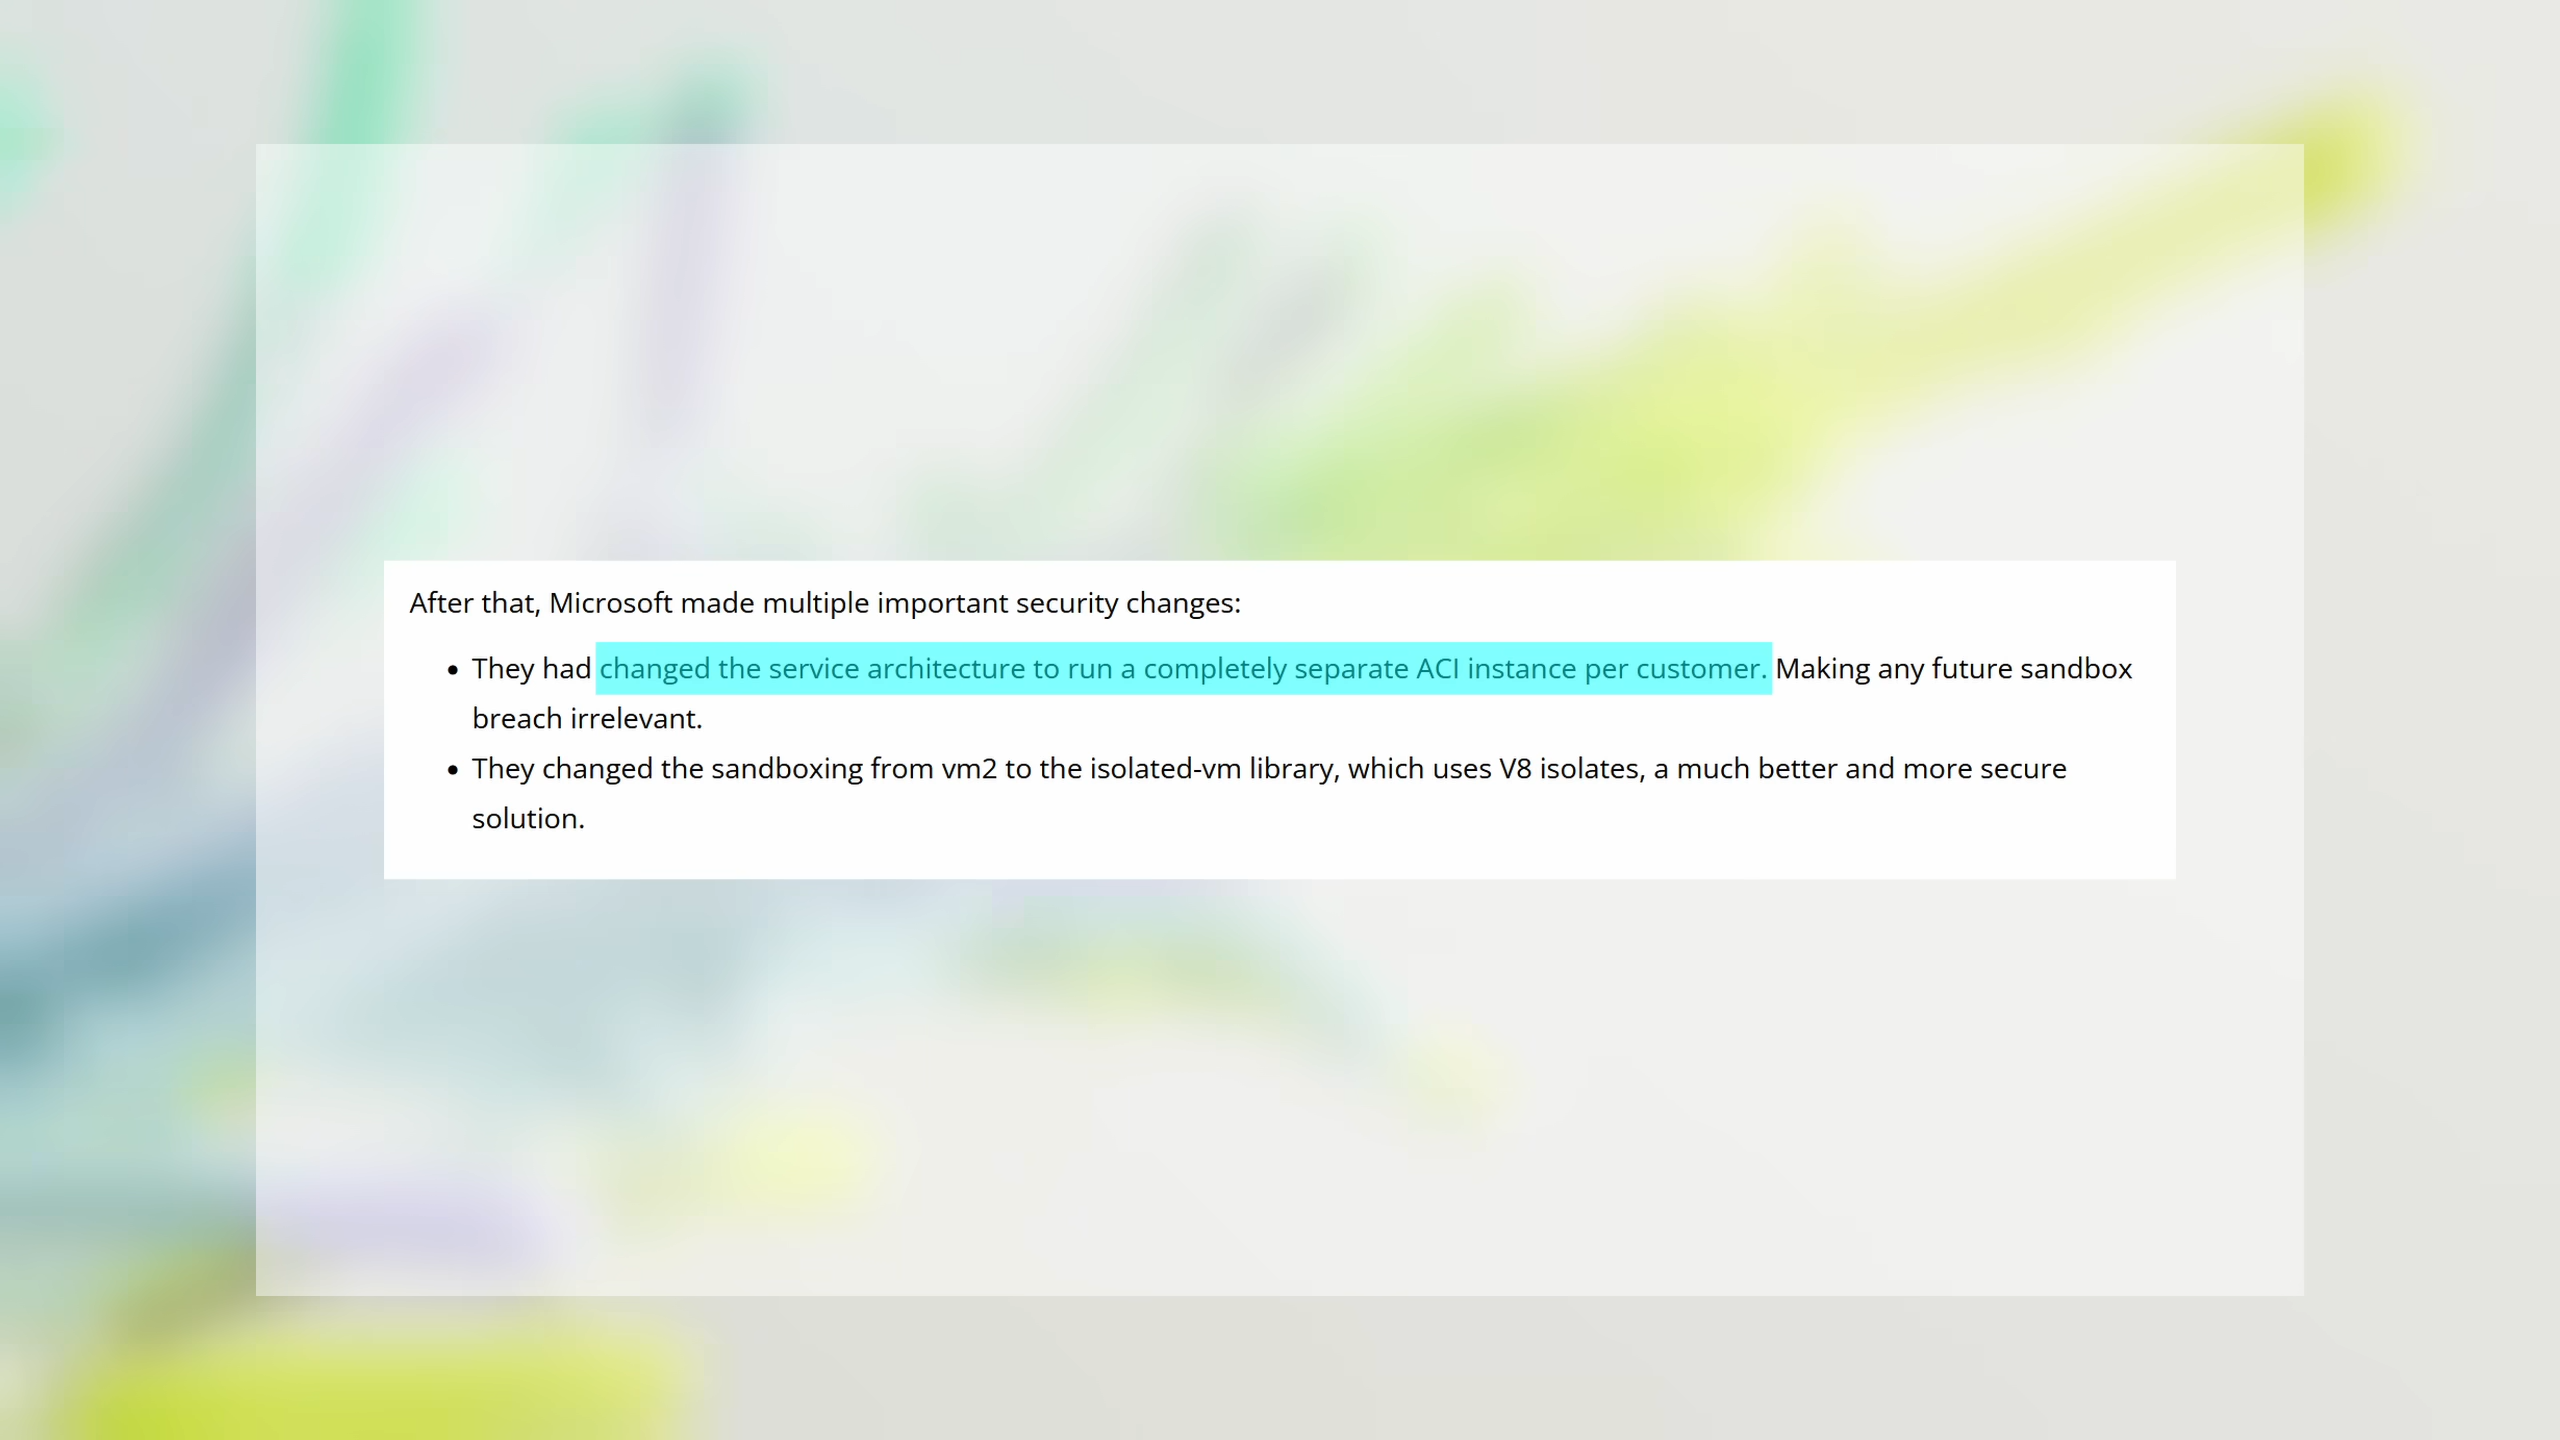 After that, Microsoft made multiple important security changes:
• They had changed the service architecture to run a completely separate ACI instance per customer. Making any future sandbox
breach irrelevant.
• They changed the sandboxing from vm2 to the isolated-vm library, which uses V8 isolates, a much better and more secure
solution.